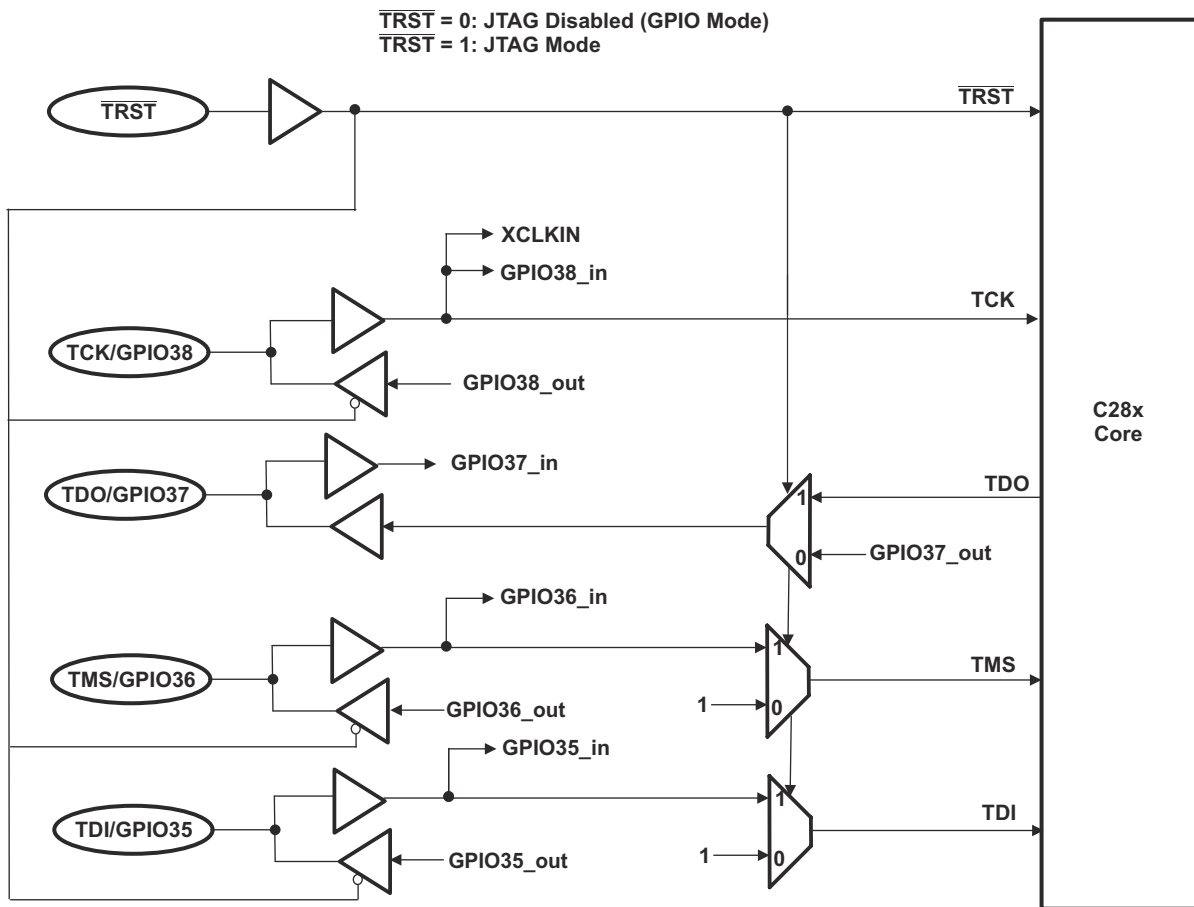 TRST = 0: JTAG Disabled (GPIO Mode)
TRST = 1: JTAG Mode
TRST
TRST
XCLKIN
GPIO38_in
TCK
TCK/GPIO38
GPIO38_out
C28x
Core
GPIO37_in
TDO/GPIO37
1
TDO
0
GPIO37_out
GPIO36_in
1
TMS/GPIO36
TMS
GPIO36_out
1
0
GPIO35_in
1
TDI/GPIO35
TDI
GPIO35_out
1
0